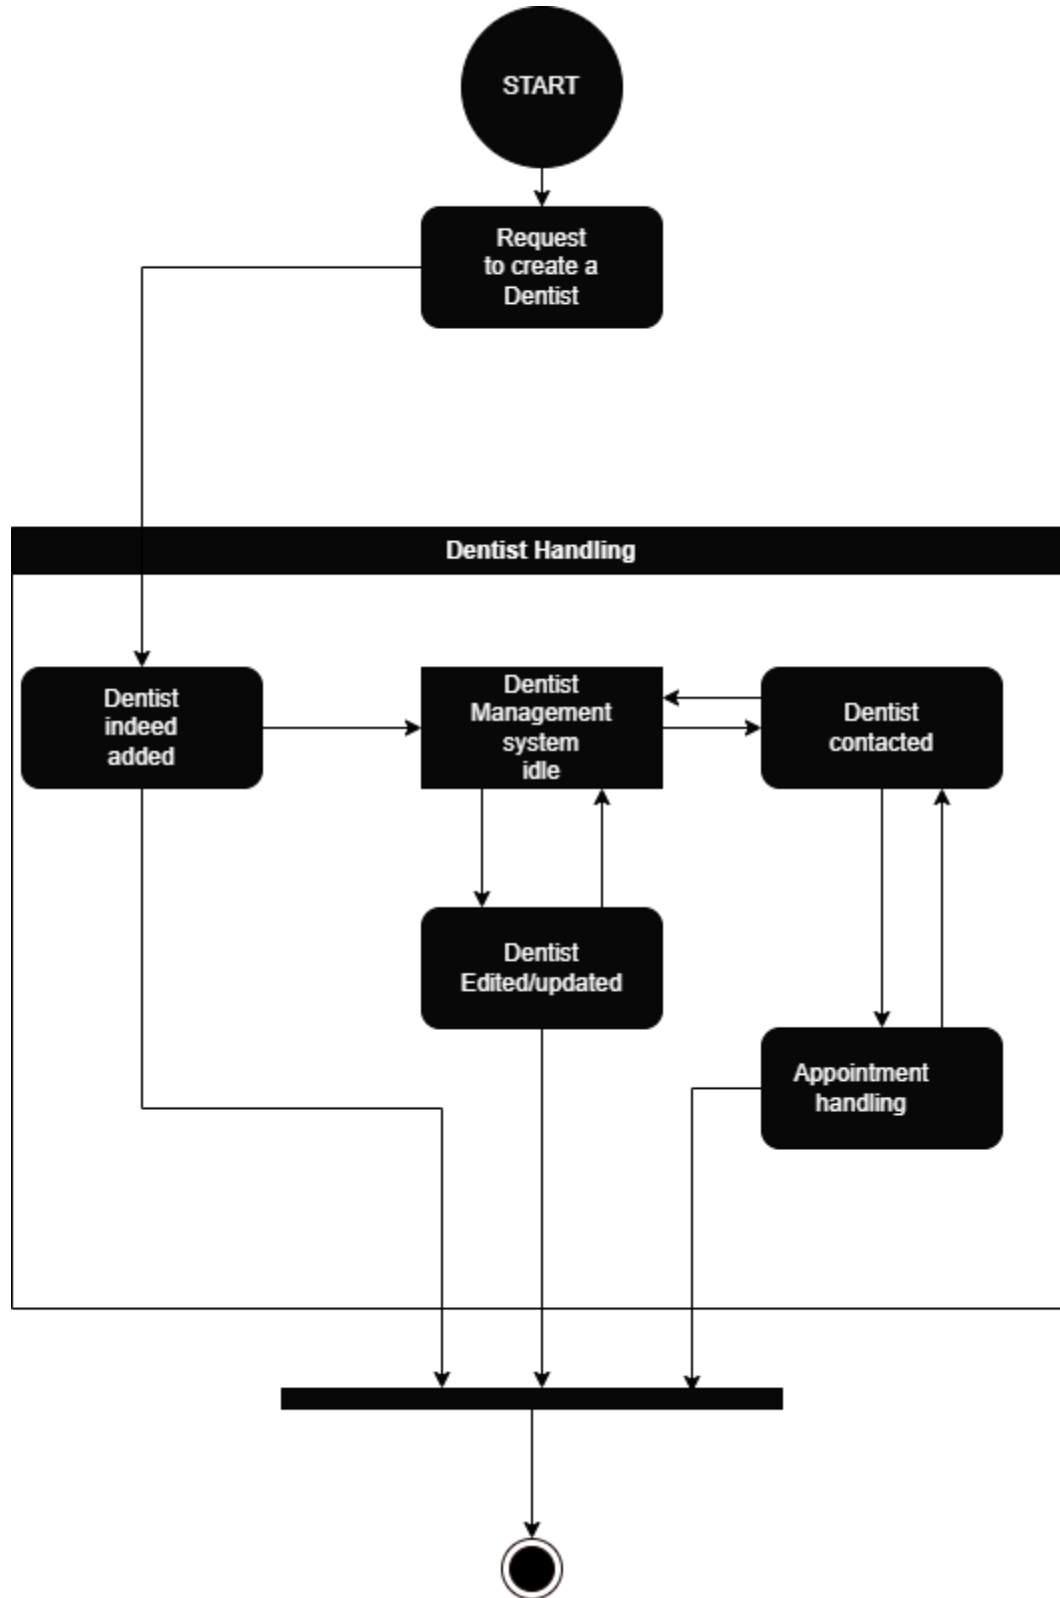 START
Request
to create a
Dentist
Dentist Handling
Dentist
indeed
added
Dentist
Management
system
idle
Dentist
contacted
Dentist
Edited/updated
Appointment
handling